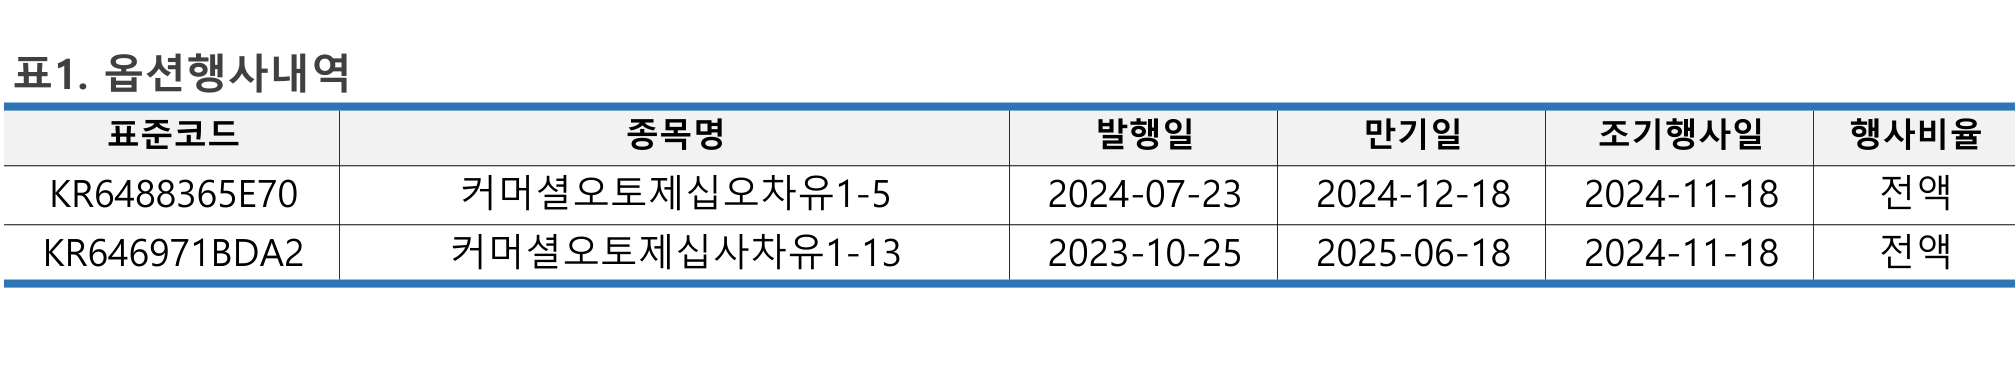 표1. 옵션행사내역
표준코드 종목명 발행일 만기일 조기행사일 행사비율
KR6488365E70 커머셜오토제십오차유1-5 2024-07-23 2024-12-18 2024-11-18 전액
KR646971BDA2 커머셜오토제십사차유1-13 2023-10-25 2025-06-18 2024-11-18 전액